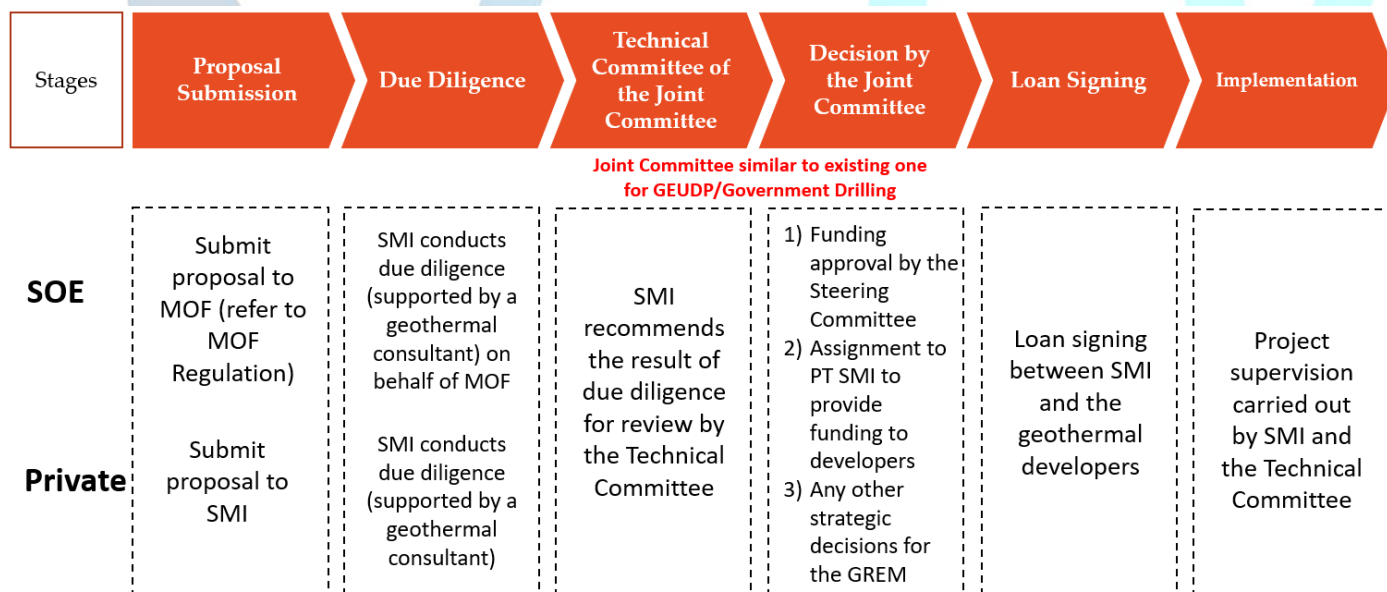 Stages
Proposal
Submission
Due Diligence
Technical
Committee of
the Joint
Committee
Decision by
the Joint
Committee
Loan Signing
Implementation
Joint Committee similar to existing one
for GEUDP/Government Drilling
SOE
Submit
proposal to
MOF (refer to
MOF
Regulation)
SMI conducts
due diligence
(supported by a
geothermal
consultant) on
behalf of MOF
Private
Submit
proposal to
SMI
SMI conducts
due diligence
(supported by a
geothermal
consultant)
SMI
recommends
the result of
due diligence
for review by
the Technical
Committee
1) Funding
approval by the
Steering
Committee
2) Assignment to
PT SMI to
provide
funding to
developers
3) Any other
strategic
decisions for
the GREM
Loan signing
between SMI
and the
geothermal
developers
Project
supervision
carried out
by SMI and
the Technical
Committee